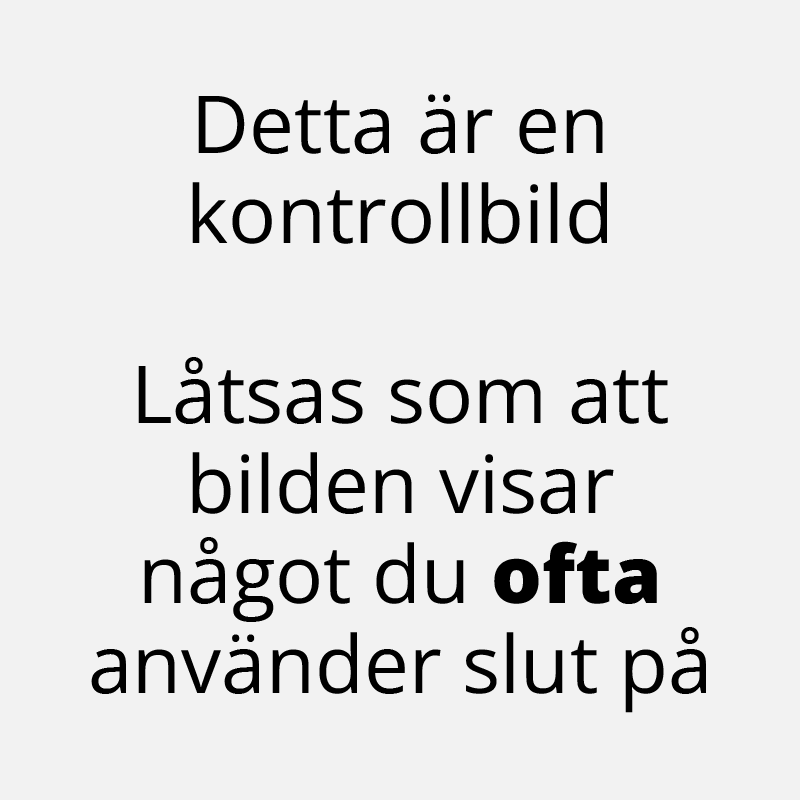 Detta är en
kontrollbild
Låtsas som att
bilden visar
något du ofta
använder slut på